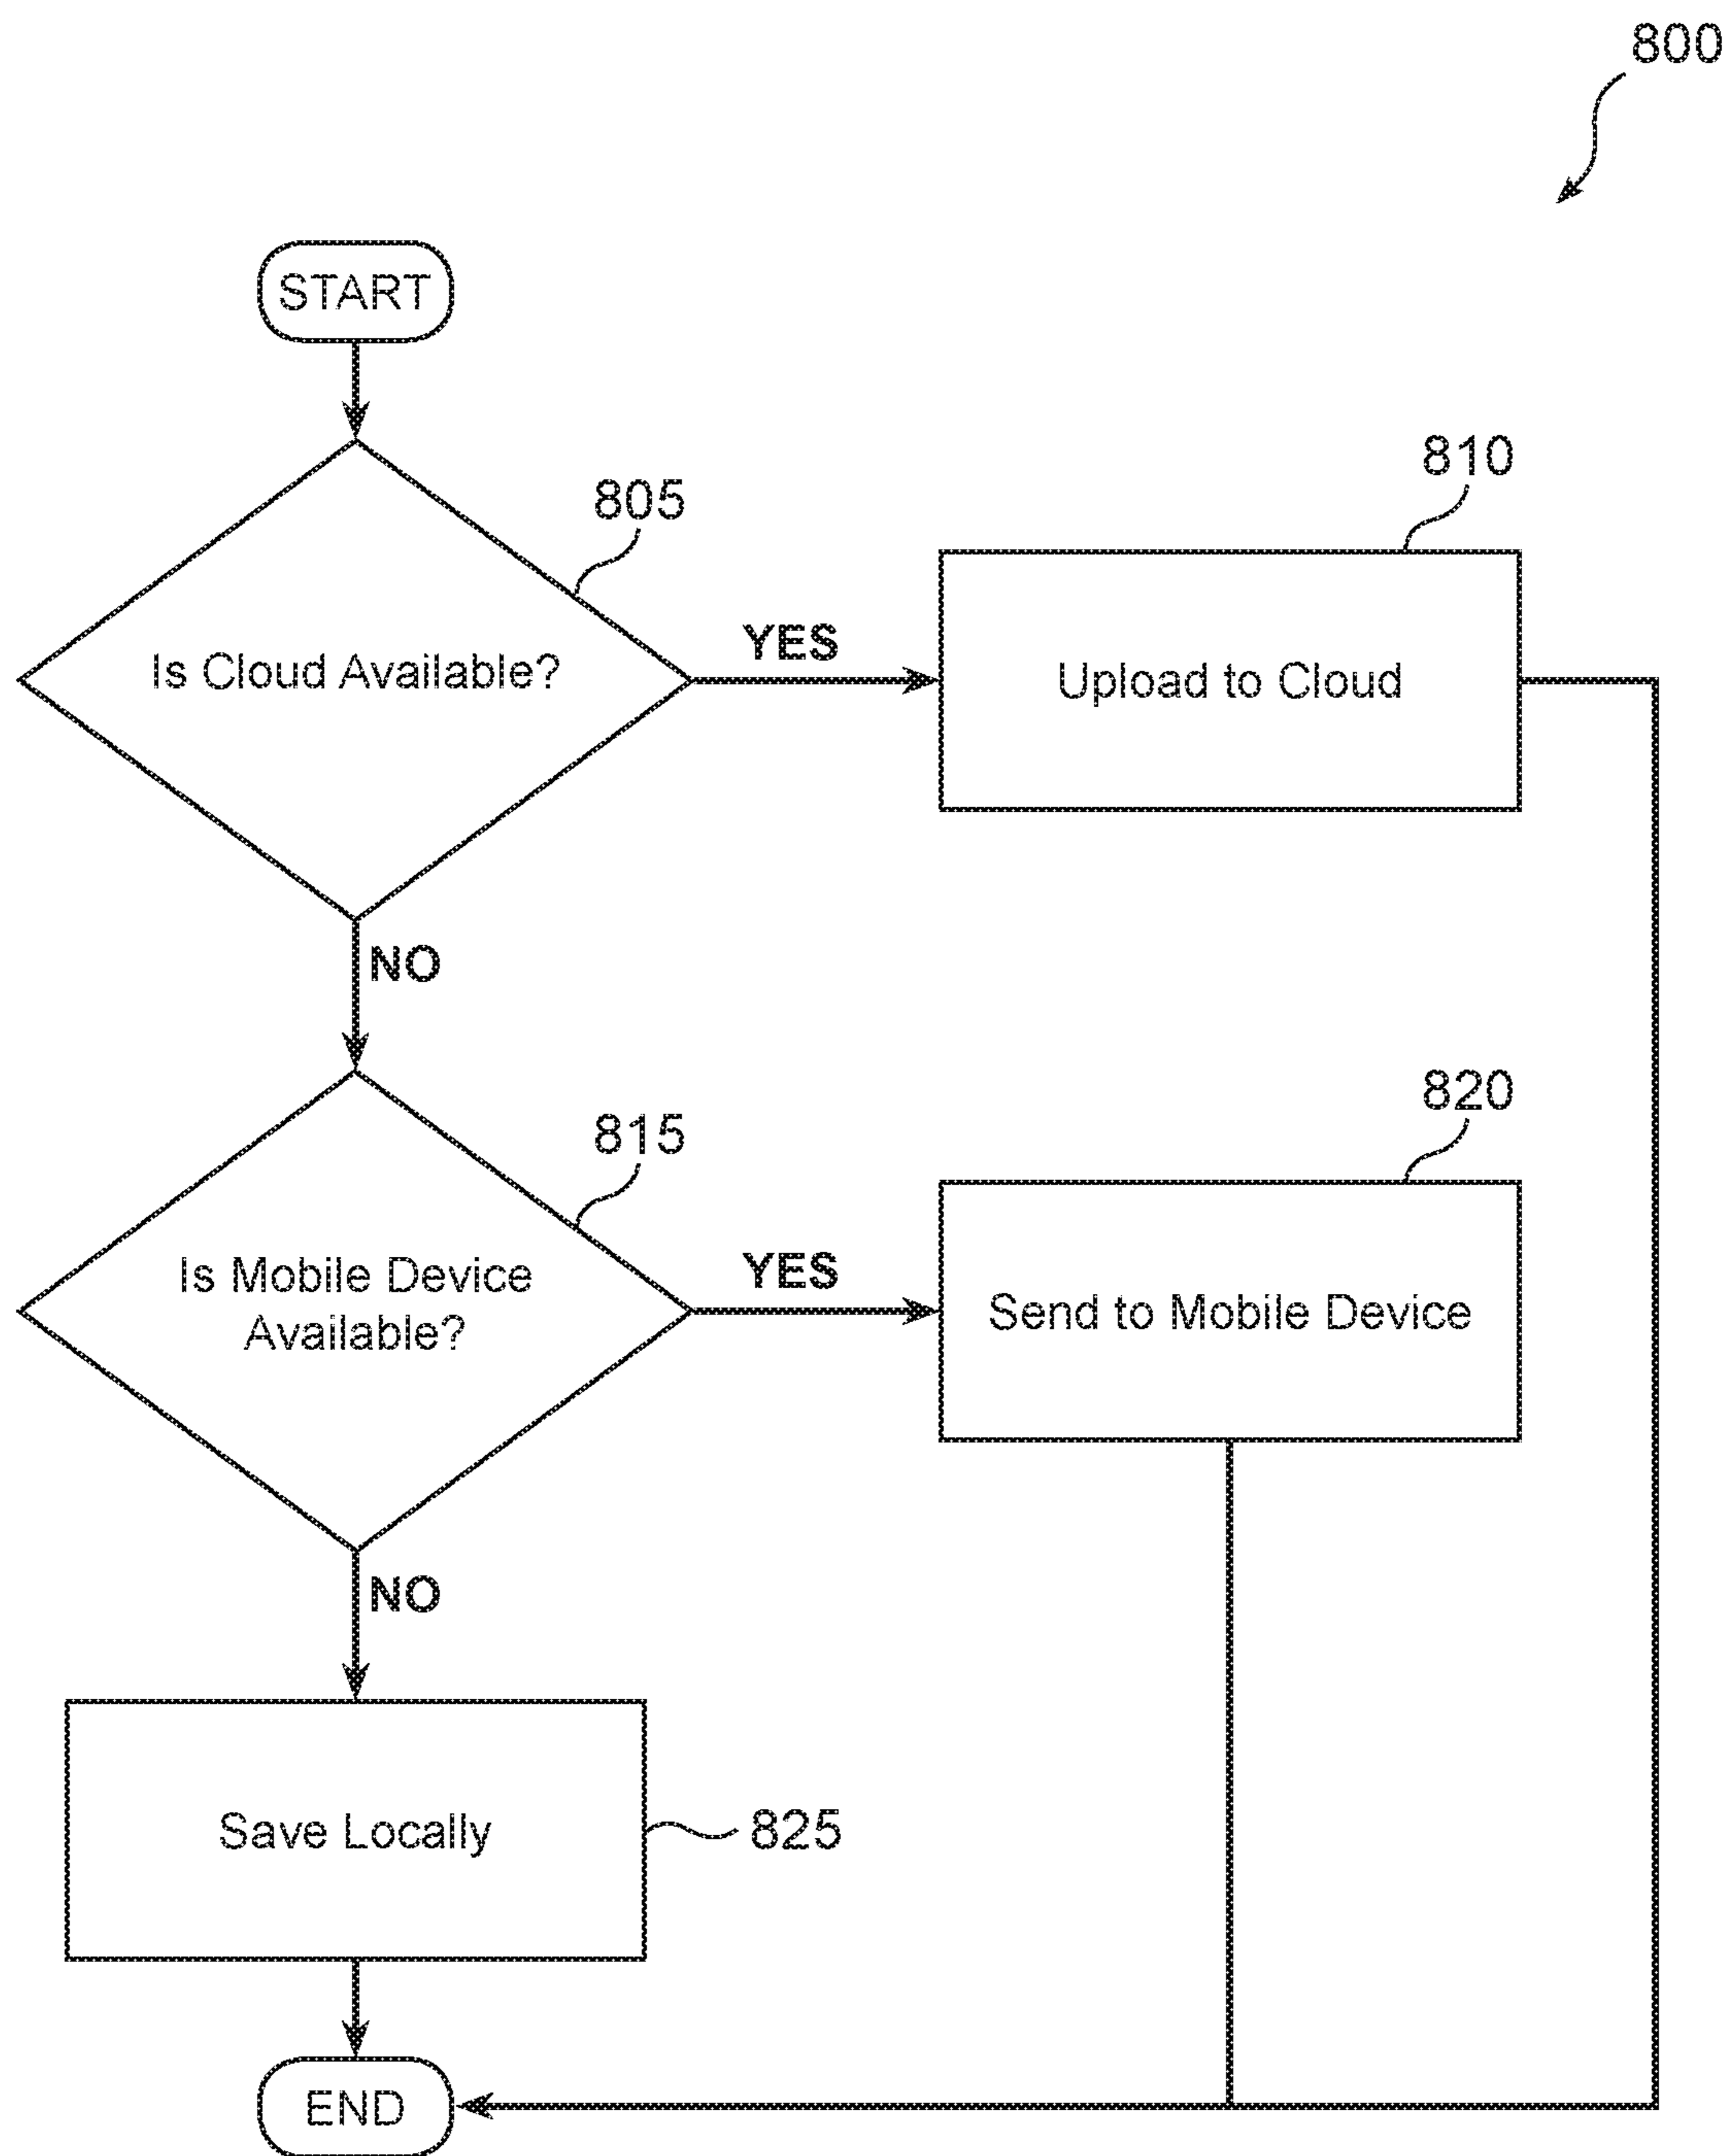 800
START
805
810
Is Cloud Available?
YES
Upload to Cloud
NO
815
820
Is Mobile Device
Available?
YES
Send to Mobile Device
NO
Save Locally
825
END